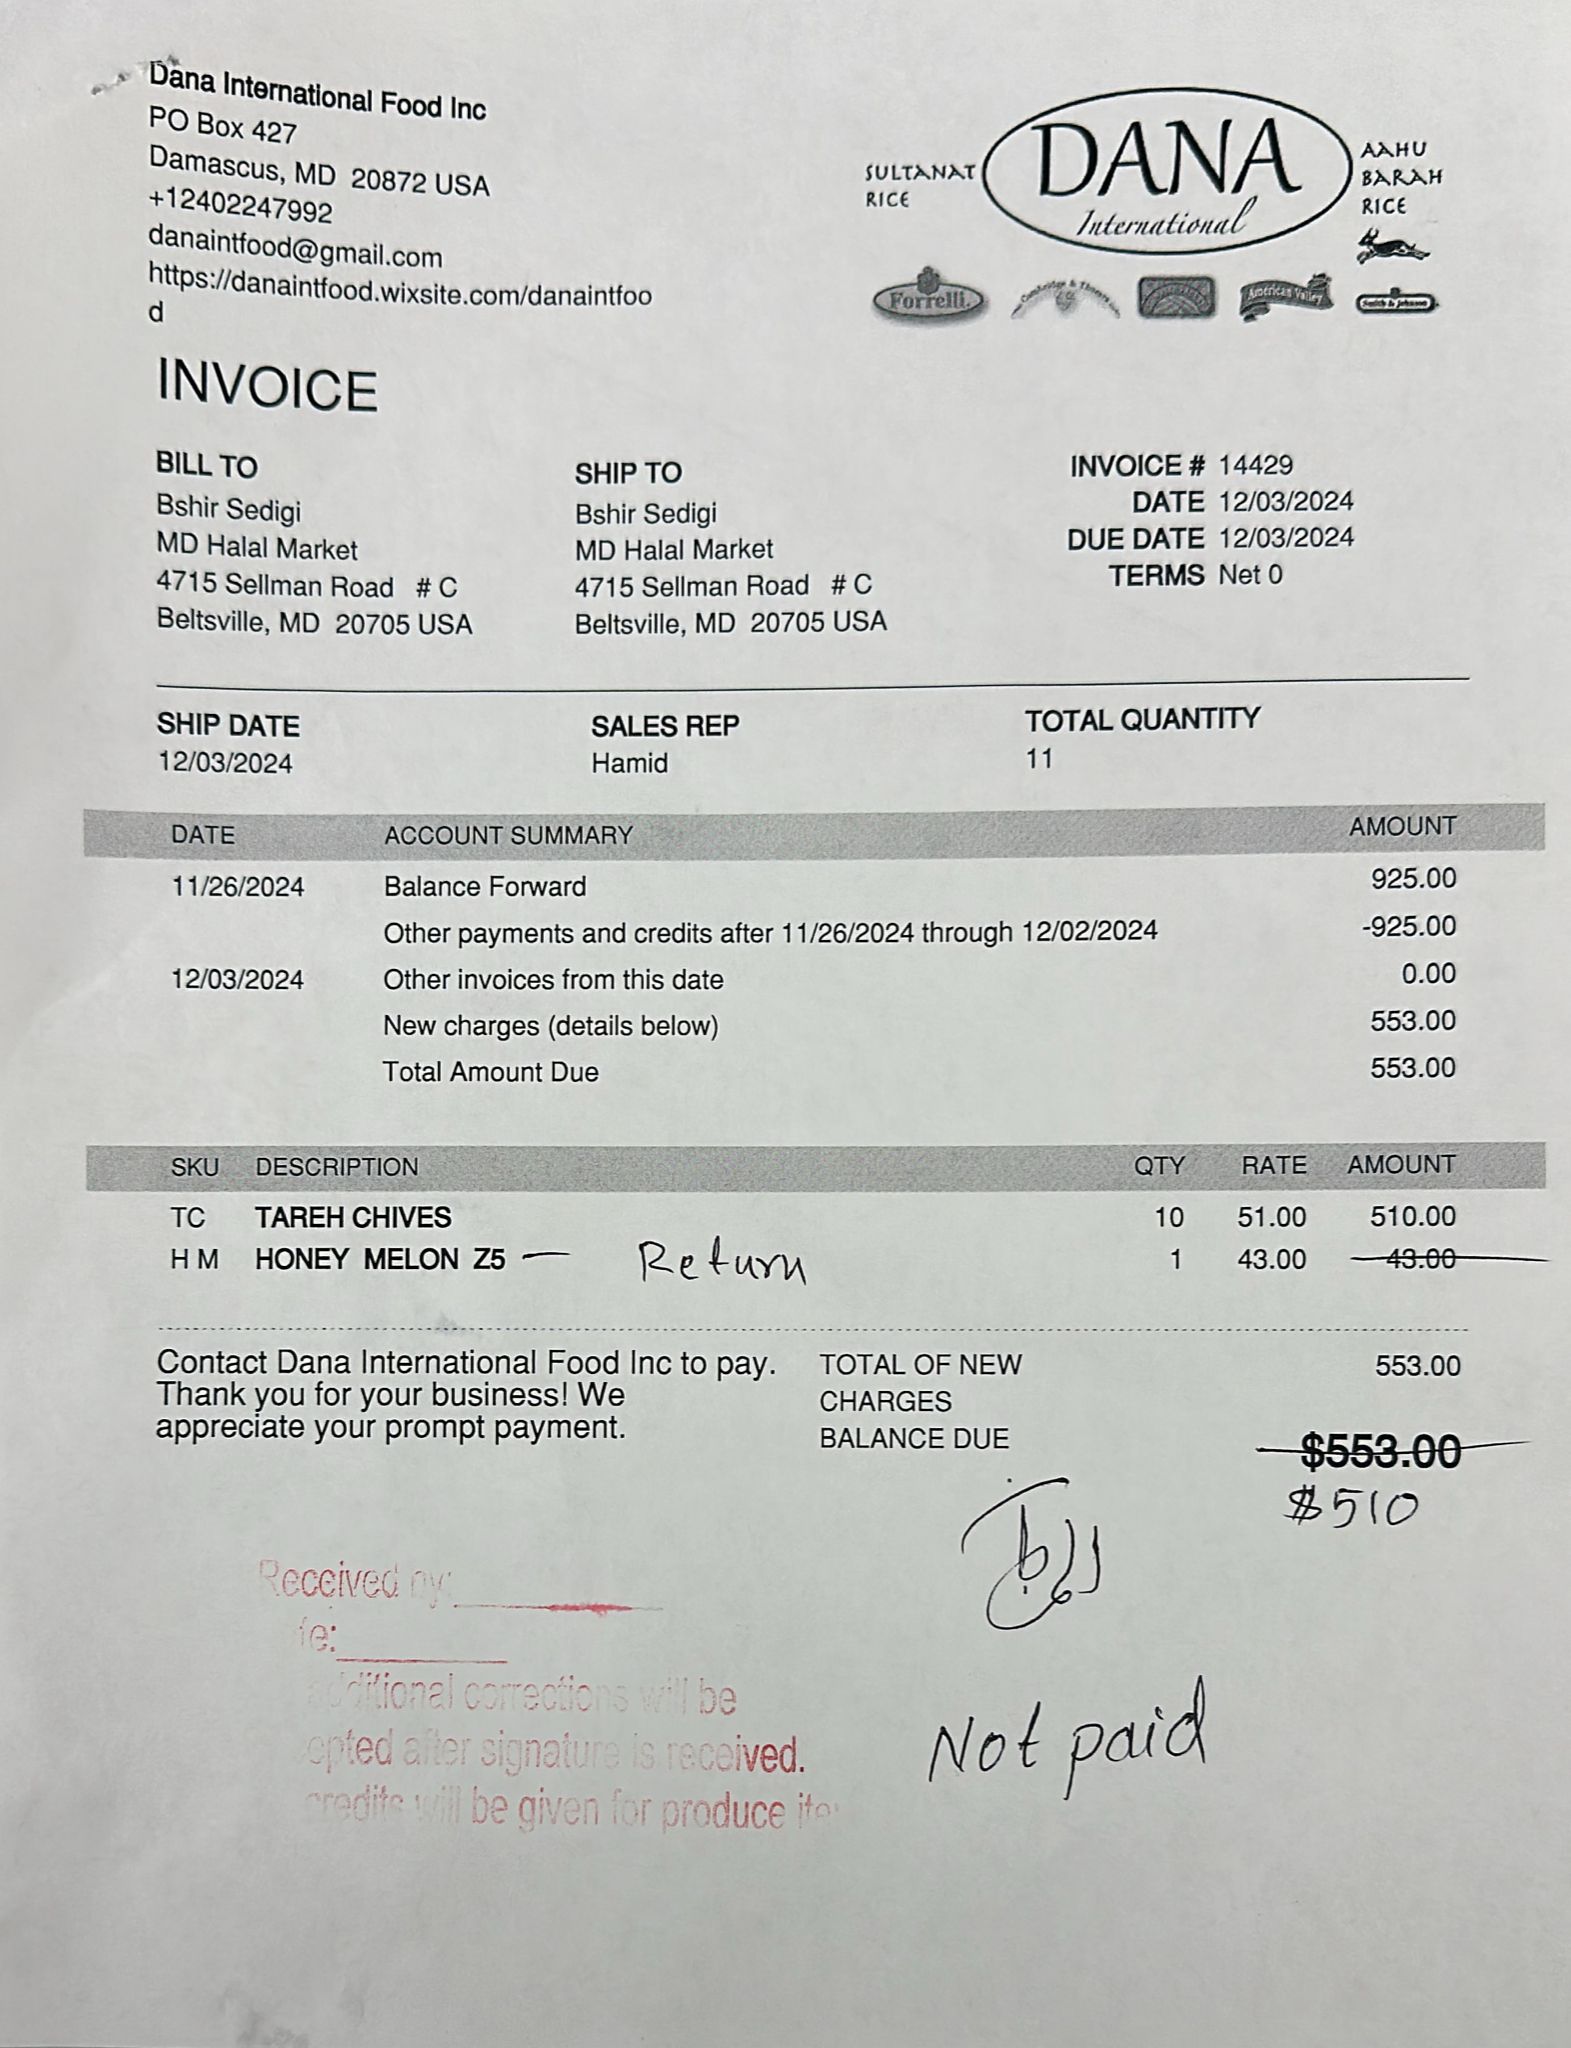 Dana International Food Inc
PO Box 427
Damascus, MD 20872 USA
+12402247992
danaintfood@gmail.com
https://danaintfood.wixsite.com/danaintfoo
d
SULTANAT
RICE
DANA
International
AAHU
BARAH
RICE
Forrelli
American Valley
Smith & Johnson
INVOICE
BILL TO
Bshir Sedigi
MD Halal Market
4715 Sellman Road # C
Beltsville, MD 20705 USA
SHIP TO
Bshir Sedigi
MD Halal Market
4715 Sellman Road # C
Beltsville, MD 20705 USA
INVOICE # 14429
DATE 12/03/2024
DUE DATE 12/03/2024
TERMS Net 0
SHIP DATE SALES REP TOTAL QUANTITY
12/03/2024 Hamid 11
DATE ACCOUNT SUMMARY AMOUNT
11/26/2024 Balance Forward 925.00
Other payments and credits after 11/26/2024 through 12/02/2024 -925.00
12/03/2024 Other invoices from this date 0.00
New charges (details below) 553.00
Total Amount Due 553.00
SKU DESCRIPTION QTY RATE AMOUNT
TC TAREH CHIVES 10 51.00 510.00
H M HONEY MELON Z5 — Return 1 43.00 43.00
Contact Dana International Food Inc to pay.
Thank you for your business! We
appreciate your prompt payment.
TOTAL OF NEW 553.00
CHARGES
BALANCE DUE $553.00
$510
Received by:
te:
additional corrections will be
epted after signature is received.
credits will be given for produce
Not paid